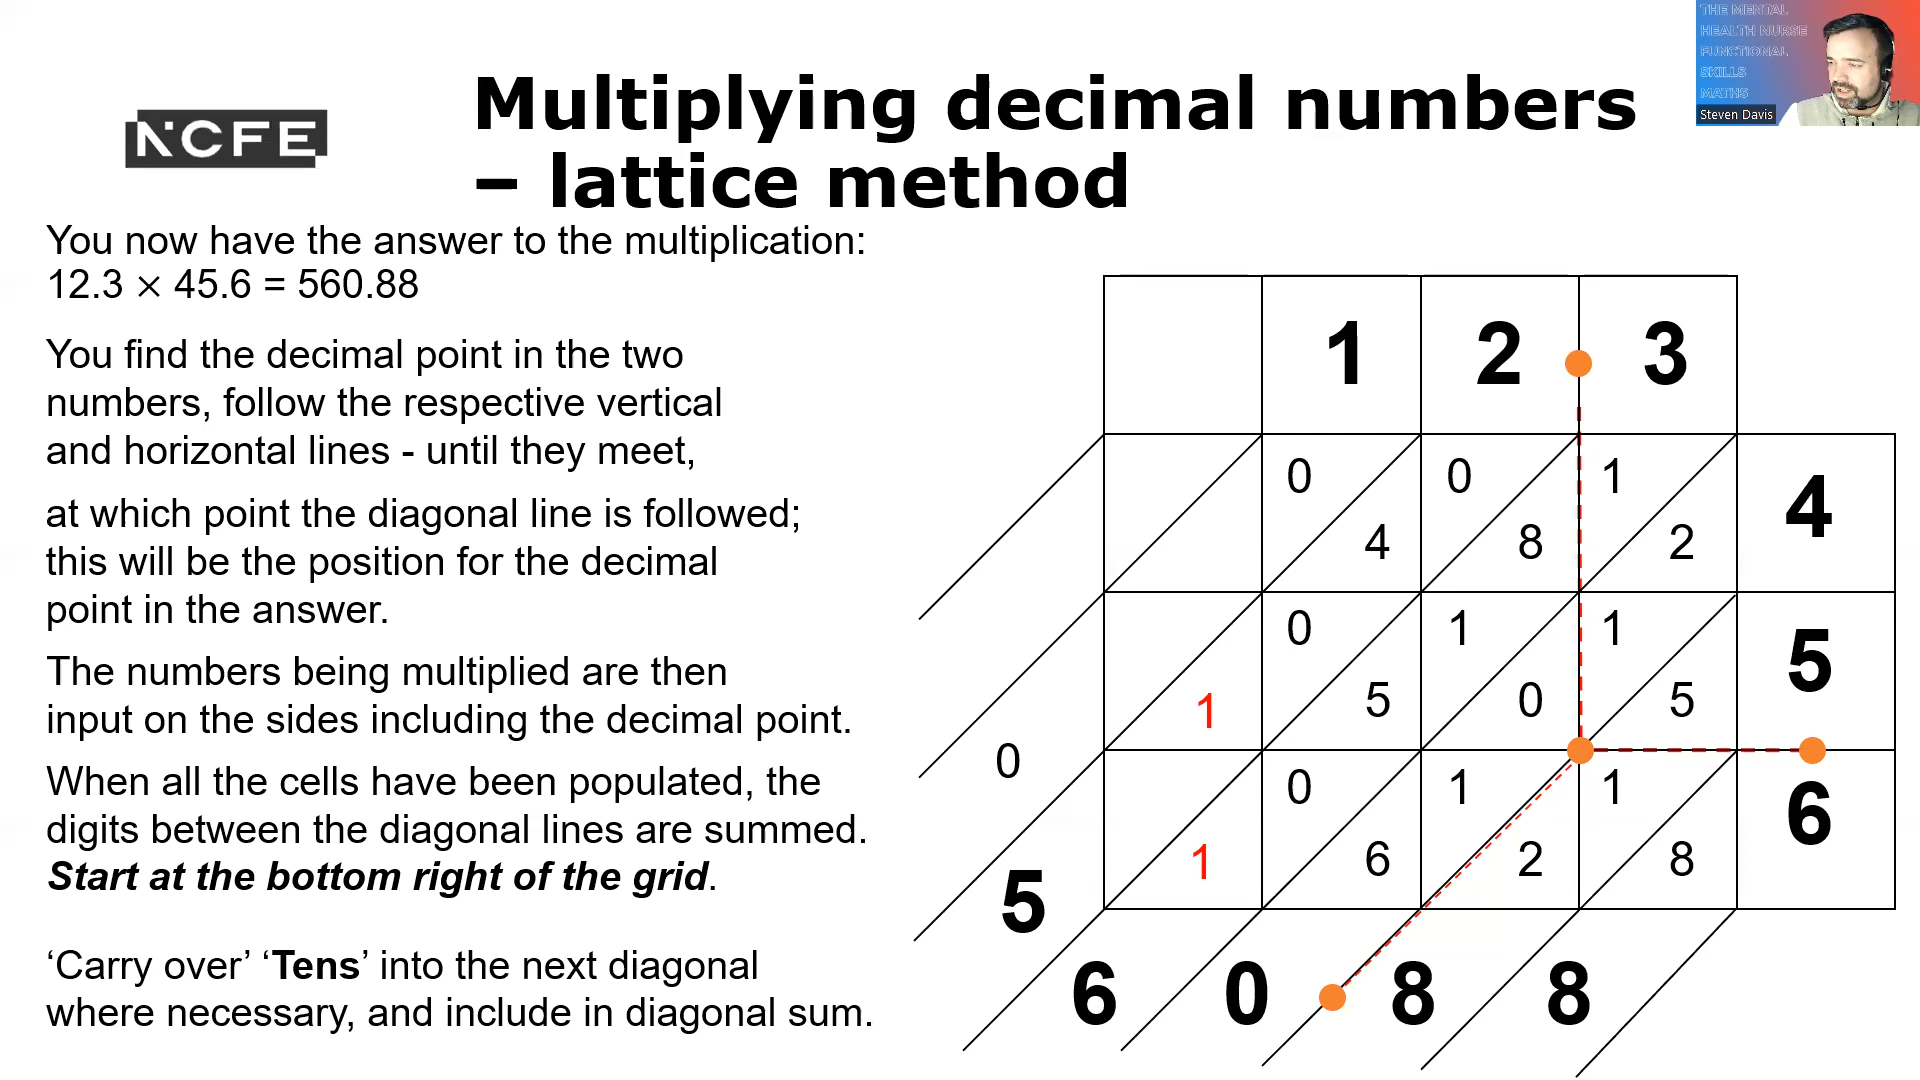 THE MENTAL
HEALTH NURSE
FUNCTIONAL
SKILLS
MATHS
Steven Davis
NCFE
Multiplying decimal numbers
– lattice method
You now have the answer to the multiplication:
12.3 × 45.6 = 560.88
You find the decimal point in the two
numbers, follow the respective vertical
and horizontal lines - until they meet,
at which point the diagonal line is followed;
this will be the position for the decimal
point in the answer.
The numbers being multiplied are then
input on the sides including the decimal point.
When all the cells have been populated, the
digits between the diagonal lines are summed.
Start at the bottom right of the grid.
‘Carry over’ ‘Tens’ into the next diagonal
where necessary, and include in diagonal sum.
1 2 3
0 0 1
4 8 2 4
0 1 1
1 5 0 5 5
0
0 1 1
1 6 2 8 6
5
6 0 8 8